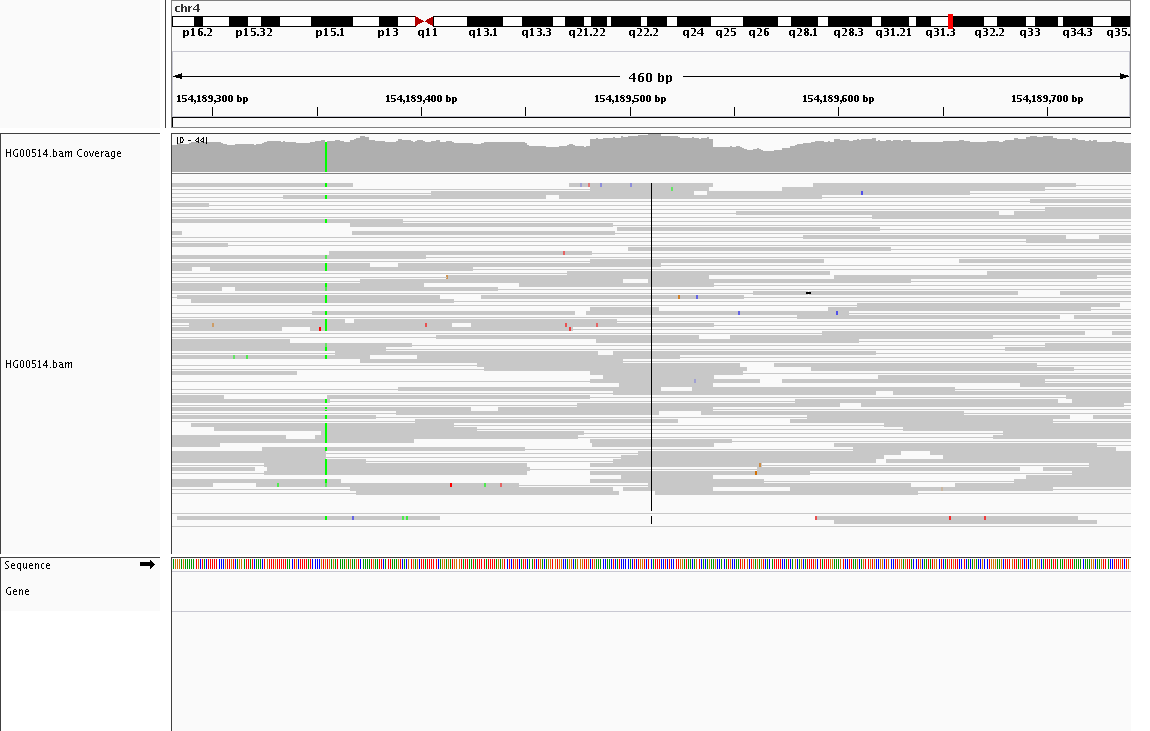 chr4
p16.2 p15.32 p15.1 p13 q11 q13.1 q13.3 q21.22 q22.2 q24 q25 q26 q28.1 q28.3 q31.21 q31.3 q32.2 q33 q34.3 q35.
460 bp
154,189,300 bp 154,189,400 bp 154,189,500 bp 154,189,600 bp 154,189,700 bp
[0 - 44]
HG00514.bam Coverage
HG00514.bam
Sequence
Gene